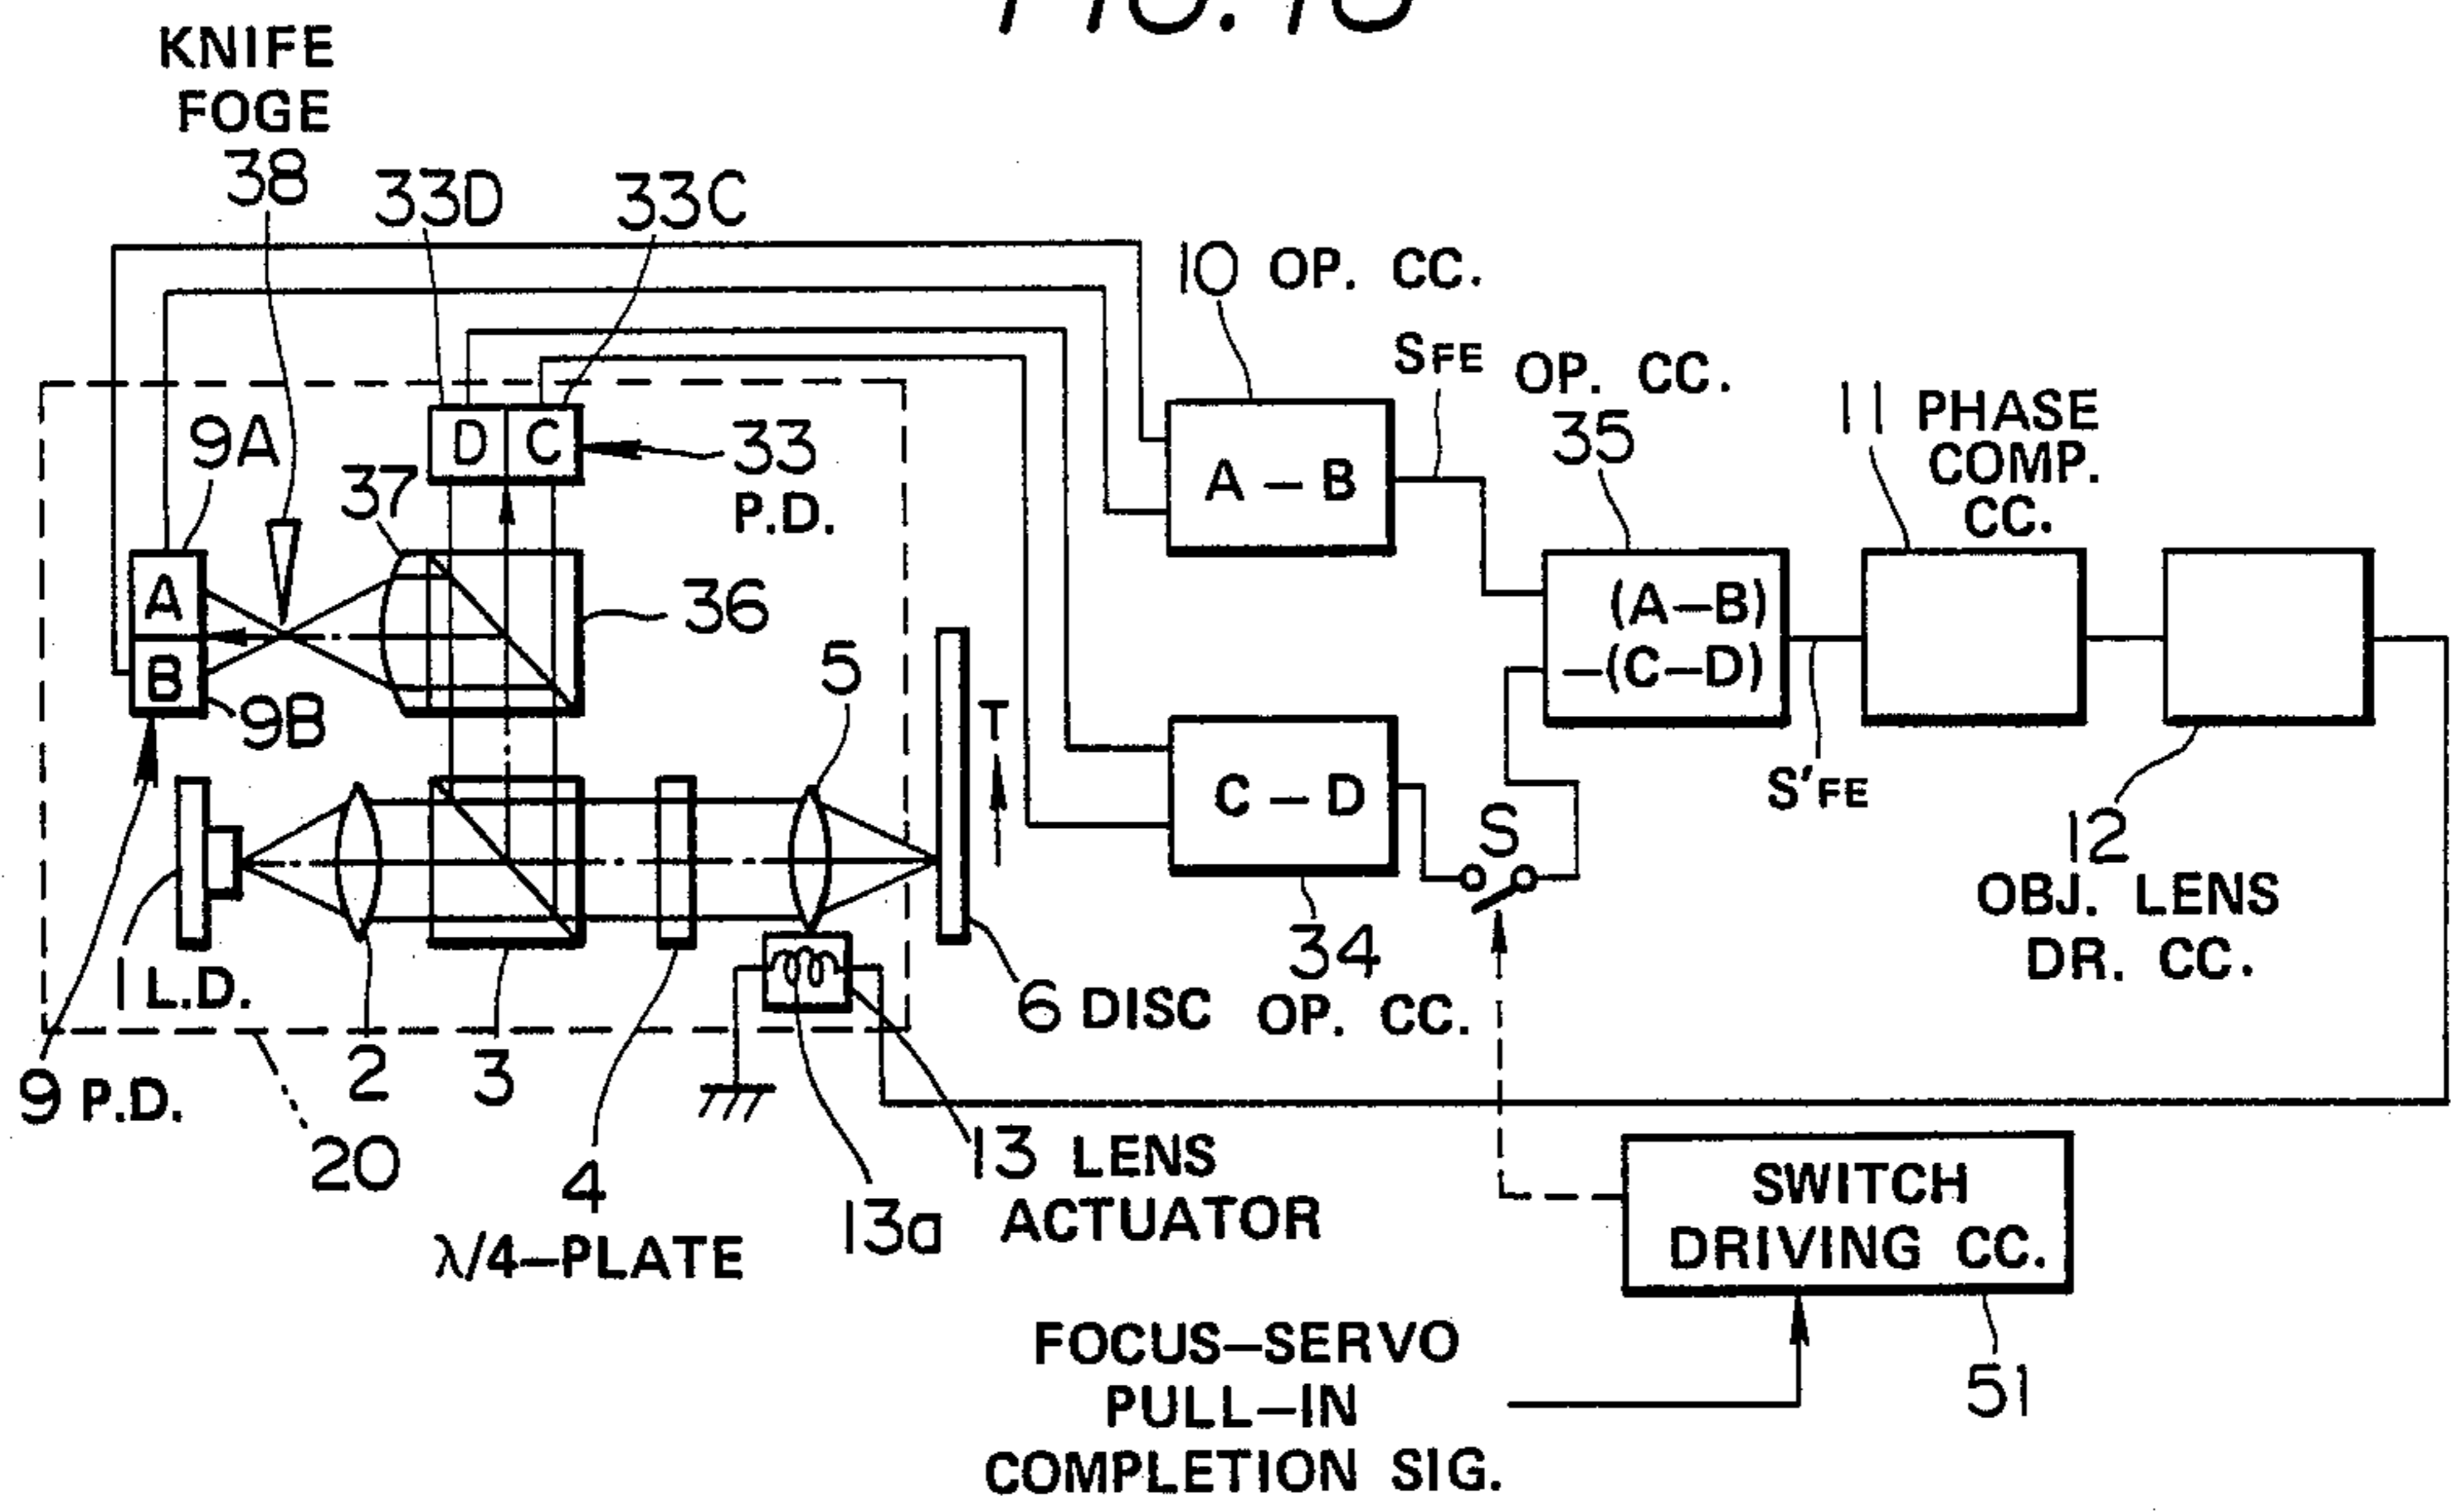 KNIFE
FOGE
38
33D
33C
10 OP. CC.
SFE
OP. CC.
35
11 PHASE
COMP.
CC.
9A
37
D C
33
P.D.
A – B
36
A
B
9B
5
T
(A–B)
–(C–D)
S'FE
C – D
S
12
OBJ. LENS
DR. CC.
34
OP. CC.
1 L.D.
6 DISC
9 P.D.
2
3
20
4
λ/4–PLATE
13a
13 LENS
ACTUATOR
SWITCH
DRIVING CC.
51
FOCUS–SERVO
PULL–IN
COMPLETION SIG.